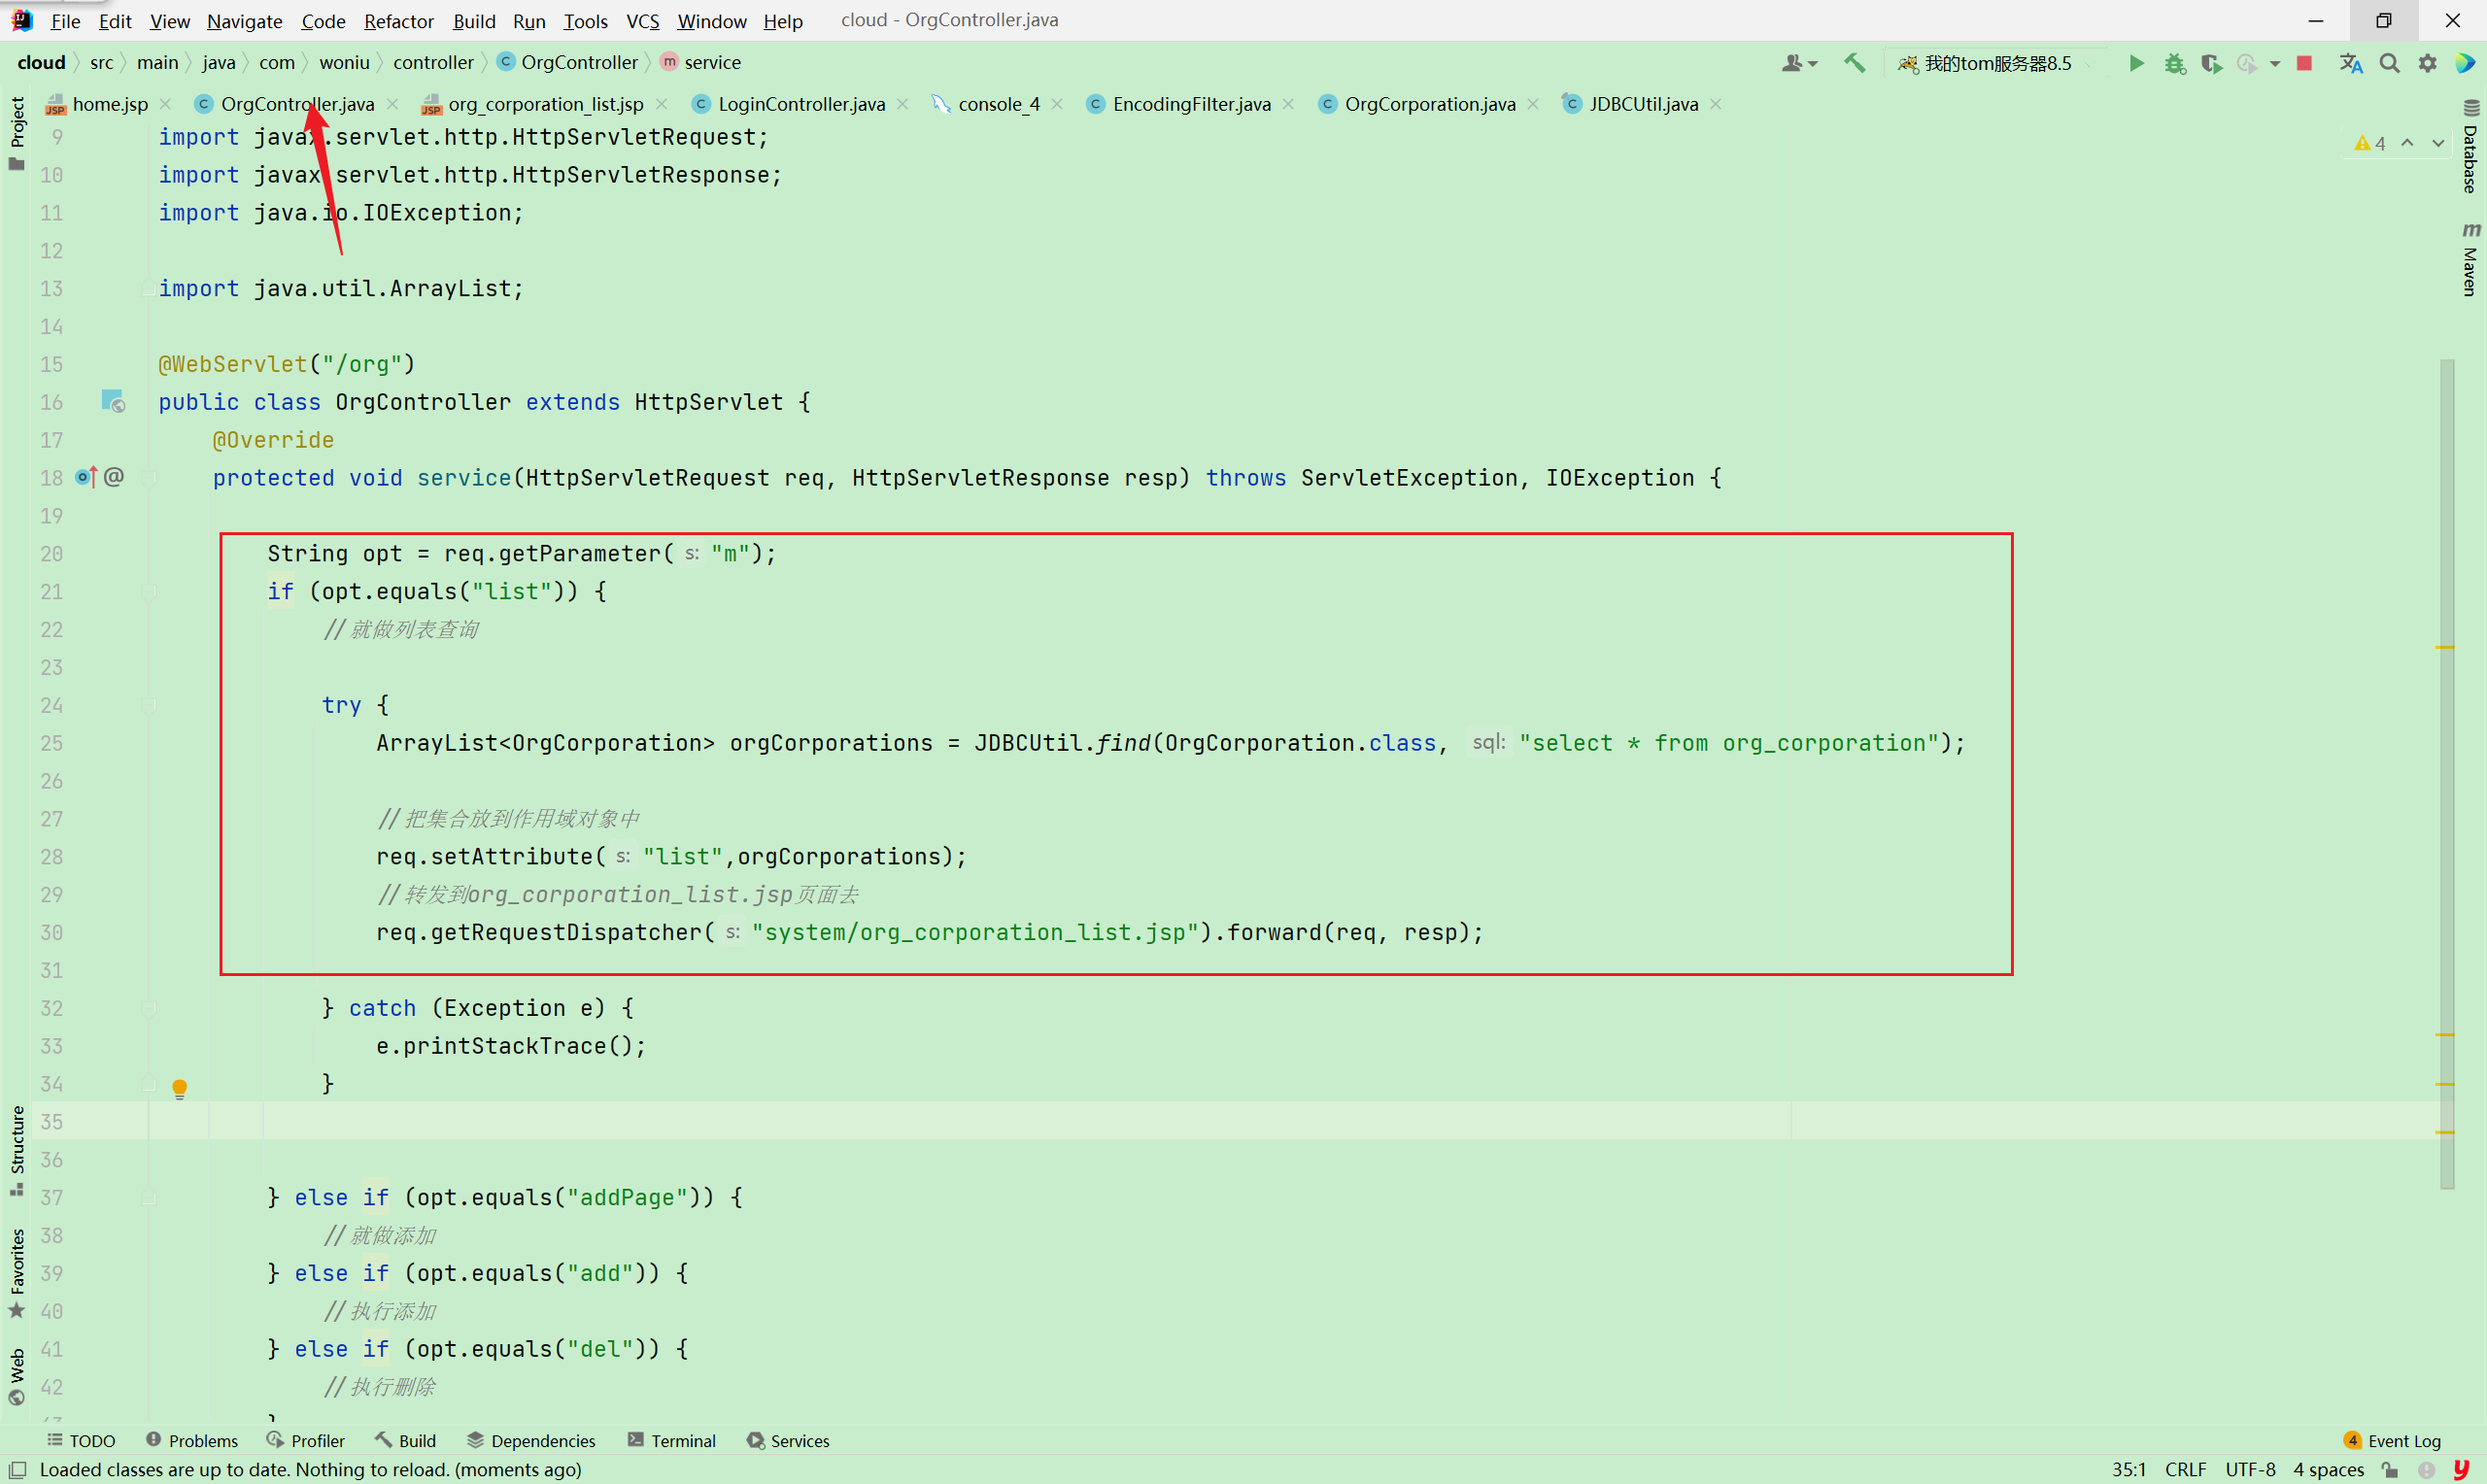 File Edit View Navigate Code Refactor Build Run Tools VCS Window Help cloud - OrgController.java
cloud src main java com woniu controller OrgController service 我的tom服务器8.5
home.jsp OrgController.java org_corporation_list.jsp LoginController.java console_4 EncodingFilter.java OrgCorporation.java JDBCUtil.java
Project
Database
Maven
Structure
Favorites
Web
4
9 import javax.servlet.http.HttpServletRequest;
10 import javax.servlet.http.HttpServletResponse;
11 import java.io.IOException;
12
13 import java.util.ArrayList;
14
15 @WebServlet("/org")
16 public class OrgController extends HttpServlet {
17 @Override
18 protected void service(HttpServletRequest req, HttpServletResponse resp) throws ServletException, IOException {
19
20 String opt = req.getParameter( s: "m");
21 if (opt.equals("list")) {
22 //就做列表查询
23
24 try {
25 ArrayList<OrgCorporation> orgCorporations = JDBCUtil.find(OrgCorporation.class, sql: "select * from org_corporation");
26
27 //把集合放到作用域对象中
28 req.setAttribute( s: "list",orgCorporations);
29 //转发到org_corporation_list.jsp页面去
30 req.getRequestDispatcher( s: "system/org_corporation_list.jsp").forward(req, resp);
31
32 } catch (Exception e) {
33 e.printStackTrace();
34 }
35
36
37 } else if (opt.equals("addPage")) {
38 //就做添加
39 } else if (opt.equals("add")) {
40 //执行添加
41 } else if (opt.equals("del")) {
42 //执行删除
}
TODO Problems Profiler Build Dependencies Terminal Services 4 Event Log
Loaded classes are up to date. Nothing to reload. (moments ago) 35:1 CRLF UTF-8 4 spaces